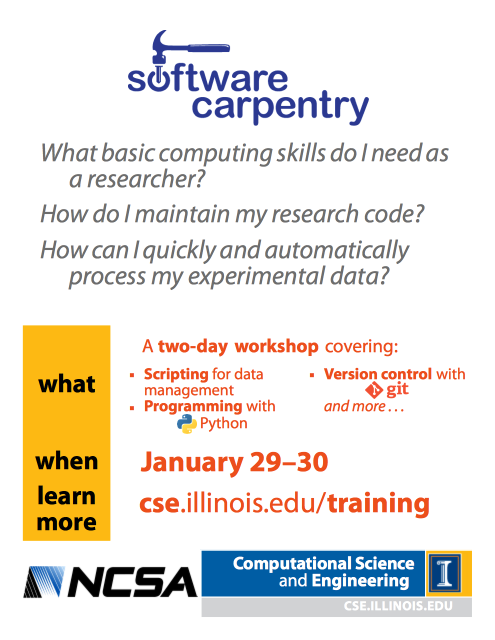 software
carpentry
What basic computing skills do I need as
a researcher?
How do I maintain my research code?
How can I quickly and automatically
process my experimental data?
what
A two-day workshop covering:
▪ Scripting for data
management
▪ Programming with
Python
▪ Version control with
git
and more . . .
when
January 29–30
learn
more
cse.illinois.edu/training
NCSA
Computational Science
and Engineering
I
CSE.ILLINOIS.EDU